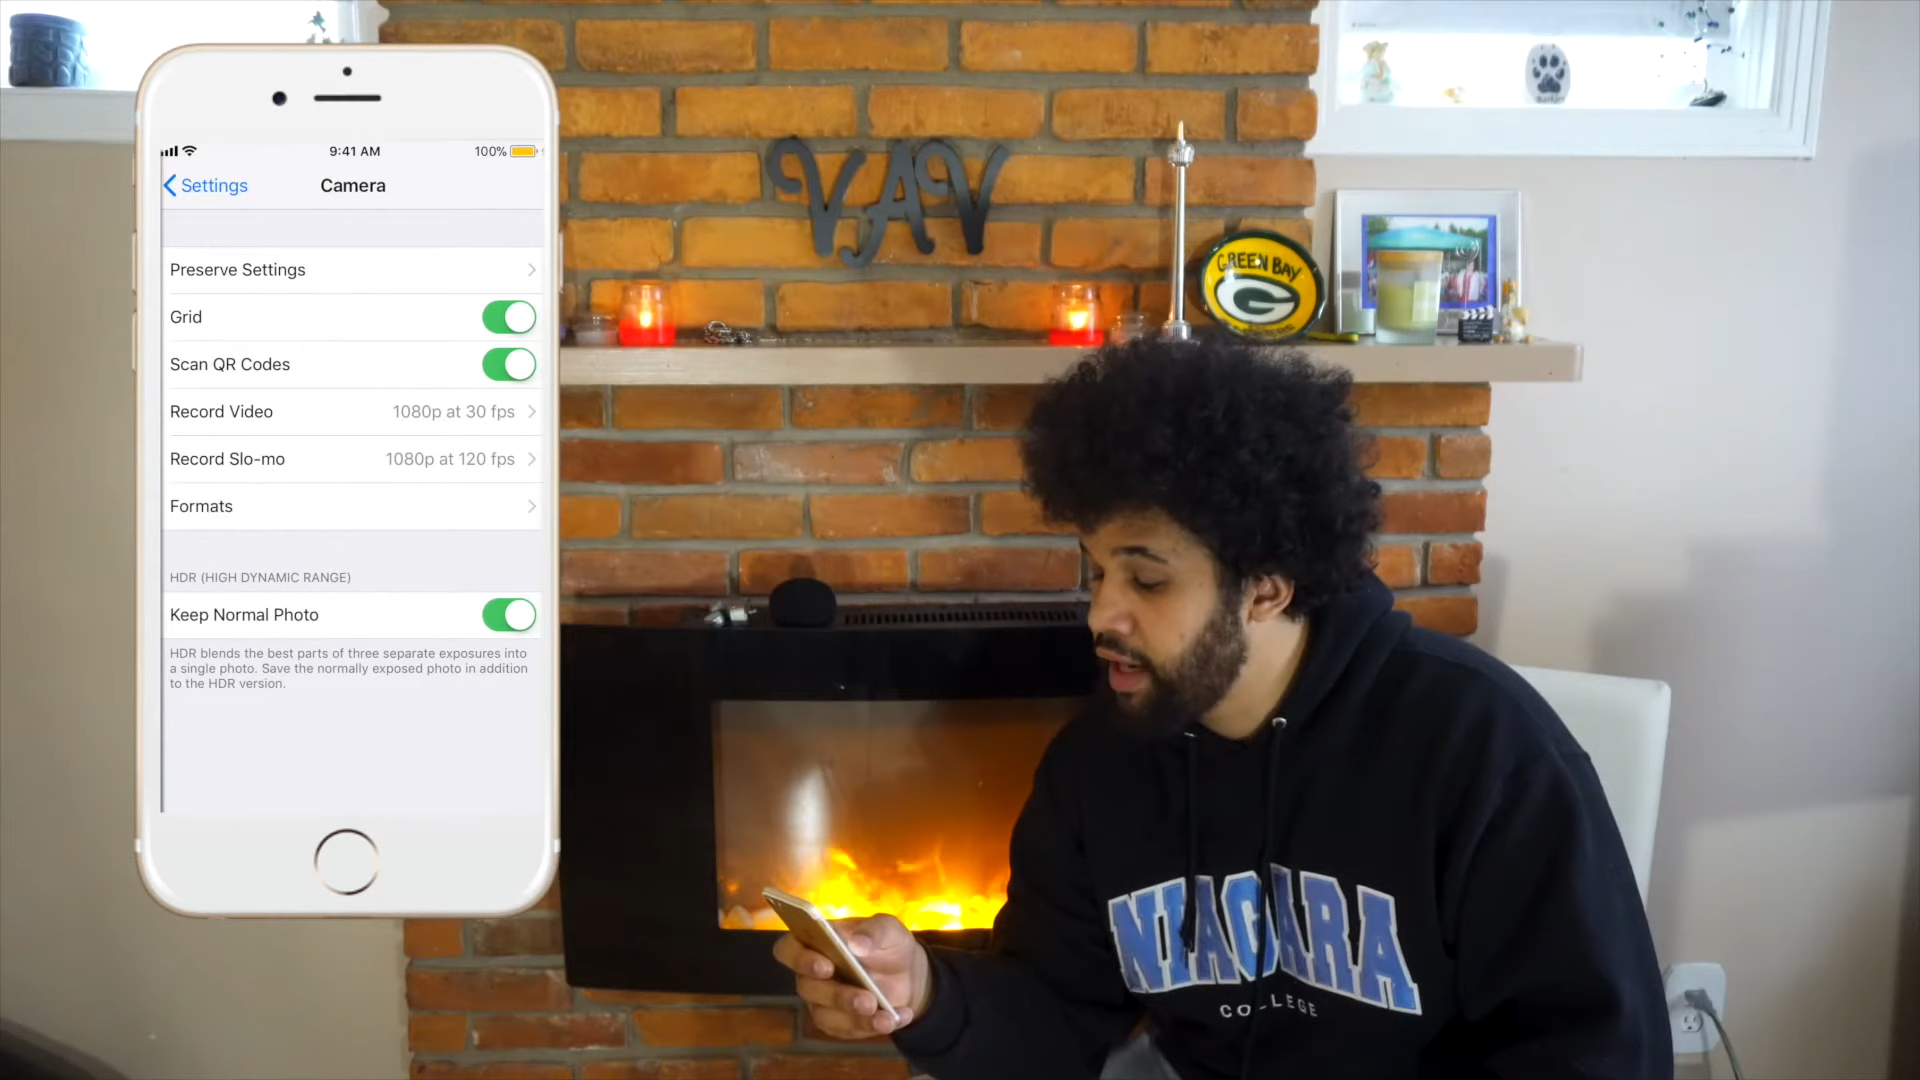 9:41 AM
100%
Settings
Camera
Preserve Settings
Grid
Scan QR Codes
Record Video
1080p at 30 fps
Record Slo-mo
1080p at 120 fps
Formats
HDR (HIGH DYNAMIC RANGE)
Keep Normal Photo
HDR blends the best parts of three separate exposures into
a single photo. Save the normally exposed photo in addition
to the HDR version.
VAV
GREEN BAY
G
NIAGARA
COLLEGE